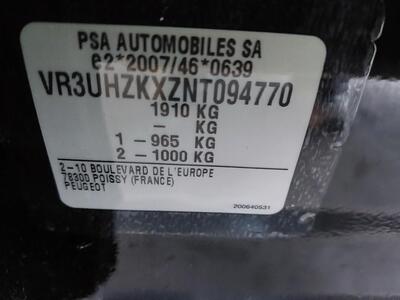 PSA AUTOMOBILES SA
e2*2007/46*0639
VR3UHZKXZNT094770
1910 KG
- KG
1 - 965 KG
2 - 1000 KG
2-10 BOULEVARD DE L'EUROPE
78300 POISSY (FRANCE)
PEUGEOT
200640531